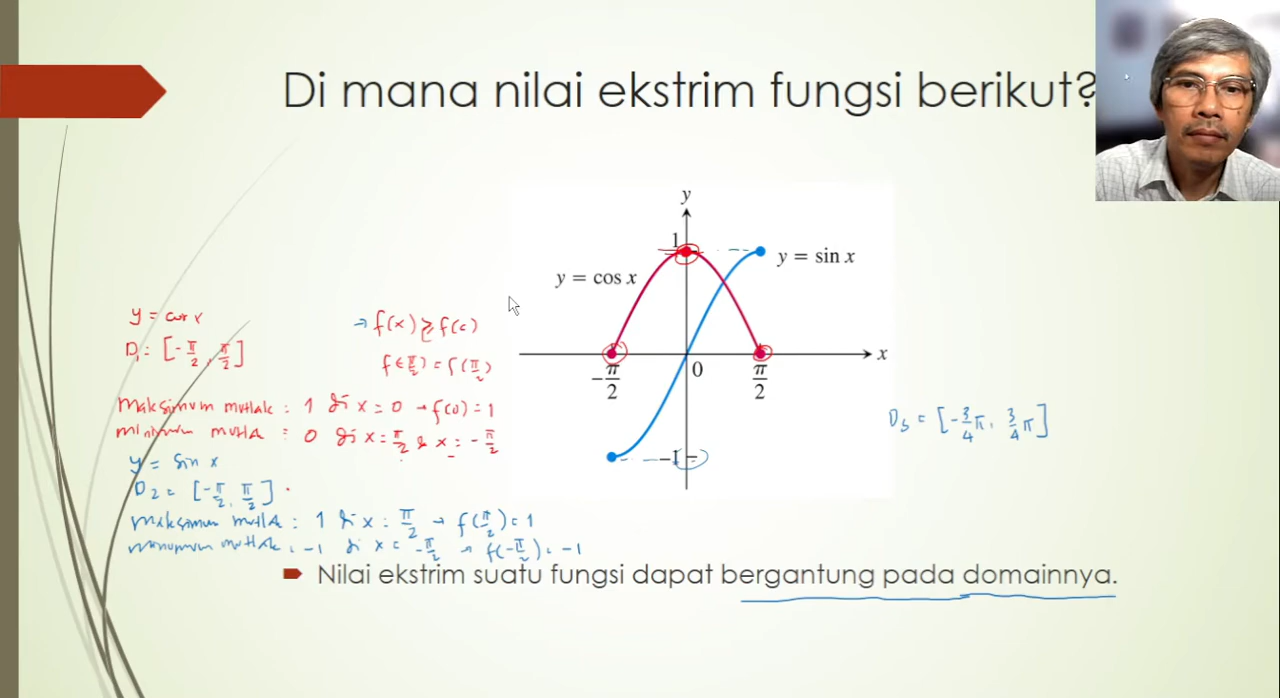 Di mana nilai ekstrim fungsi berikut?
y
1
y = sin x
y = cos x
x
0
-π/2
π/2
-1
y = cos x
D₁ = [-π/2, π/2]
→ f(x) ≥ f(c)
f(-π/2) = f(π/2)
maksimum mutlak : 1 di x = 0 → f(0) = 1
minimum mutla = 0 di x = π/2 & x = -π/2
y = sin x
D₂ = [-π/2, π/2]
maksimum mutla : 1 di x = π/2 → f(π/2) = 1
minumum mutlak : -1 di x = -π/2 → f(-π/2) = -1
D₃ = [-3/4 π, 3/4 π]
Nilai ekstrim suatu fungsi dapat bergantung pada domainnya.